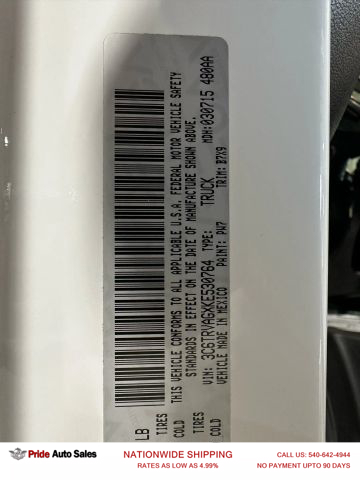 THIS VEHICLE CONFORMS TO ALL APPLICABLE U.S.A. FEDERAL MOTOR VEHICLE SAFETY
STANDARDS IN EFFECT ON THE DATE OF MANUFACTURE SHOWN ABOVE.
VIN: 3C6TRVAGXKE530764 TYPE: TRUCK MDH:030715 480AA
VEHICLE MADE IN MEXICO PAINT: PW7 TRIM: B7X9
LB
TIRES
COLD
TIRES
COLD
Pride Auto Sales
NATIONWIDE SHIPPING
RATES AS LOW AS 4.99%
CALL US: 540-642-4944
NO PAYMENT UPTO 90 DAYS